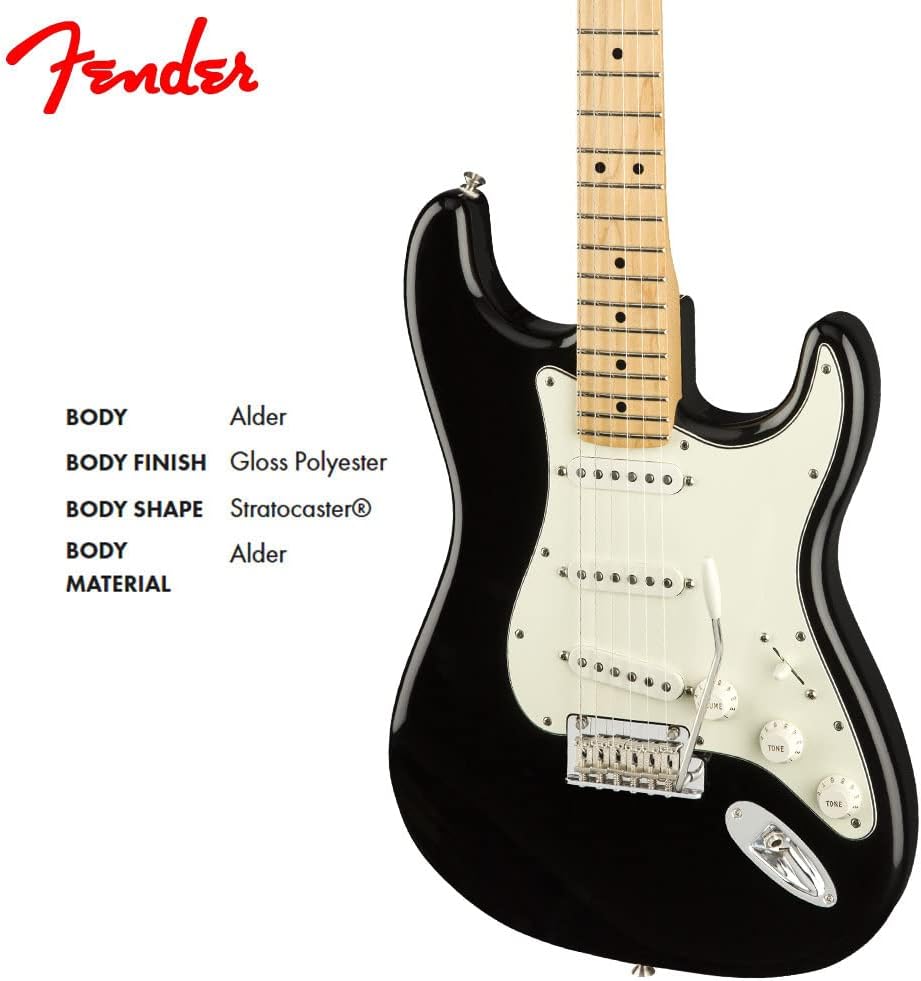 Fender
BODY Alder
BODY FINISH Gloss Polyester
BODY SHAPE Stratocaster®
BODY Alder
MATERIAL
TONE
TONE